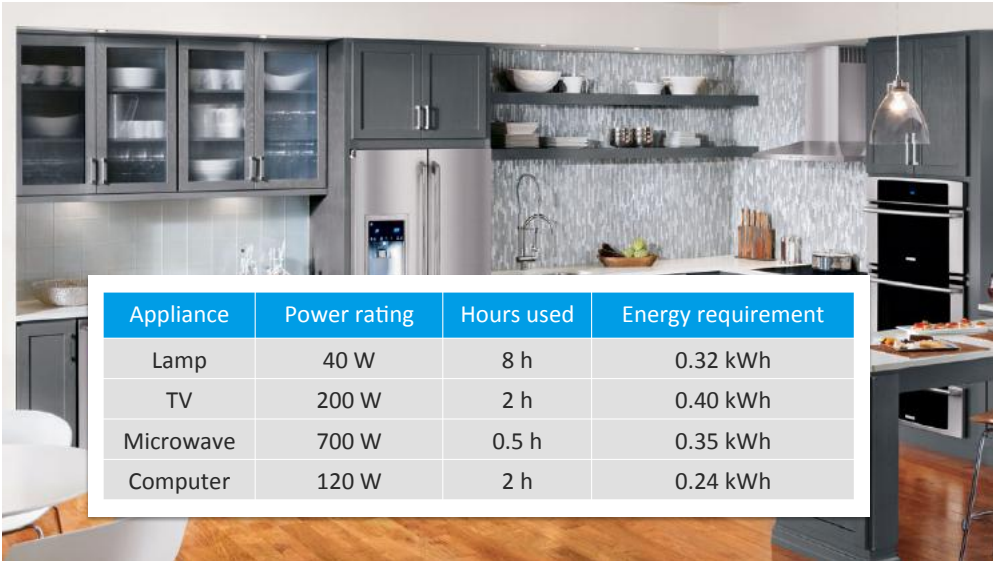 Appliance Power rating Hours used Energy requirement
Lamp 40 W 8 h 0.32 kWh
TV 200 W 2 h 0.40 kWh
Microwave 700 W 0.5 h 0.35 kWh
Computer 120 W 2 h 0.24 kWh